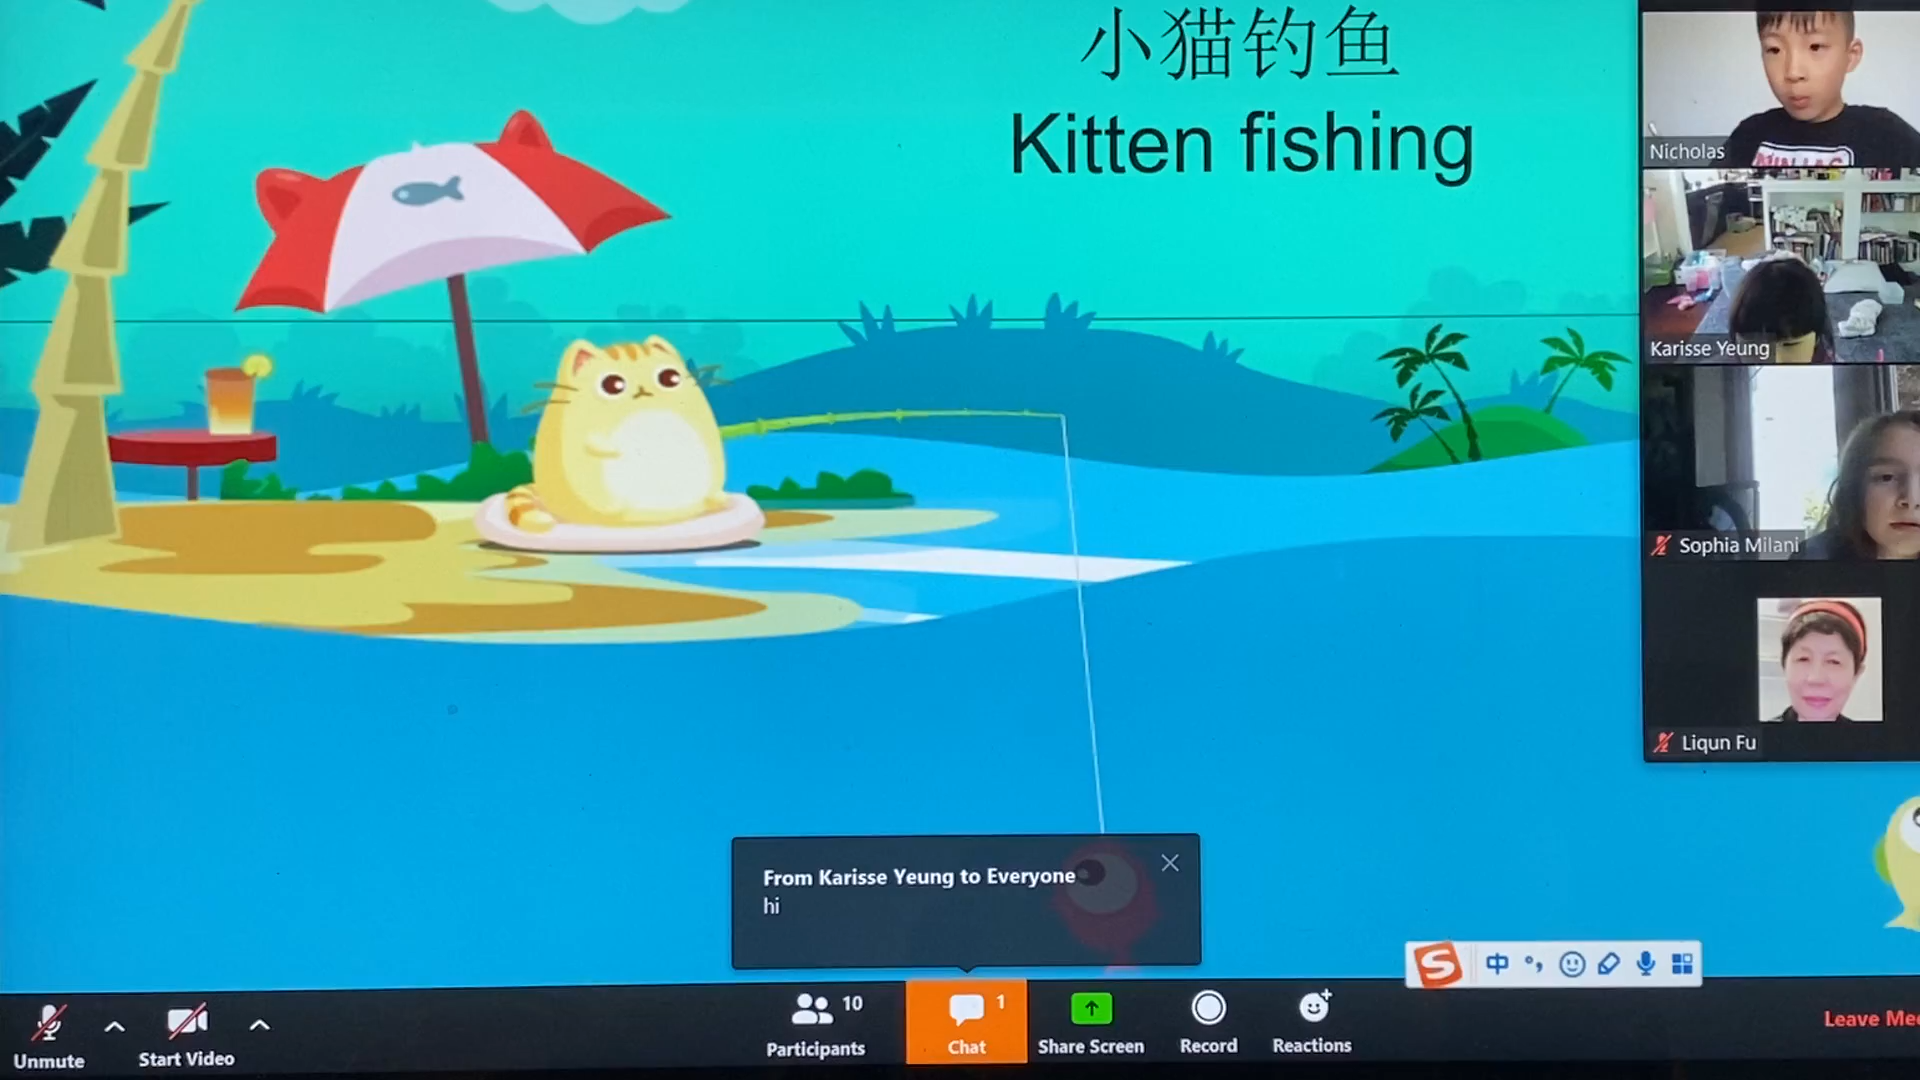 小猫钓鱼
Kitten fishing
Nicholas
Karisse Yeung
Sophia Milani
Liqun Fu
From Karisse Yeung to Everyone
hi
中
Unmute
Start Video
10
Participants
1
Chat
Share Screen
Record
Reactions
Leave